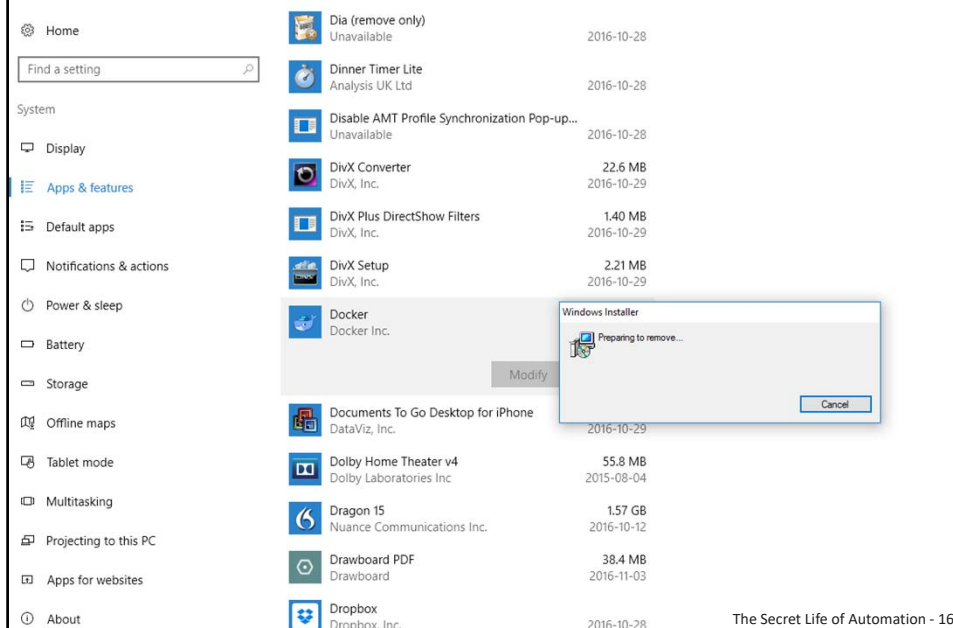 Home
Find a setting
System
Display
Apps & features
Default apps
Notifications & actions
Power & sleep
Battery
Storage
Offline maps
Tablet mode
Multitasking
Projecting to this PC
Apps for websites
About
Dia (remove only)
Unavailable 2016-10-28
Dinner Timer Lite
Analysis UK Ltd 2016-10-28
Disable AMT Profile Synchronization Pop-up...
Unavailable 2016-10-28
DivX Converter 22.6 MB
DivX, Inc. 2016-10-29
DivX Plus DirectShow Filters 1.40 MB
DivX, Inc. 2016-10-29
DivX Setup 2.21 MB
DivX, Inc. 2016-10-29
Docker
Docker Inc.
Modify
Windows Installer
Preparing to remove...
Cancel
Documents To Go Desktop for iPhone
DataViz, Inc. 2016-10-29
Dolby Home Theater v4 55.8 MB
Dolby Laboratories Inc 2015-08-04
Dragon 15 1.57 GB
Nuance Communications Inc. 2016-10-12
Drawboard PDF 38.4 MB
Drawboard 2016-11-03
Dropbox
Dropbox, Inc. 2016-10-28
The Secret Life of Automation - 16